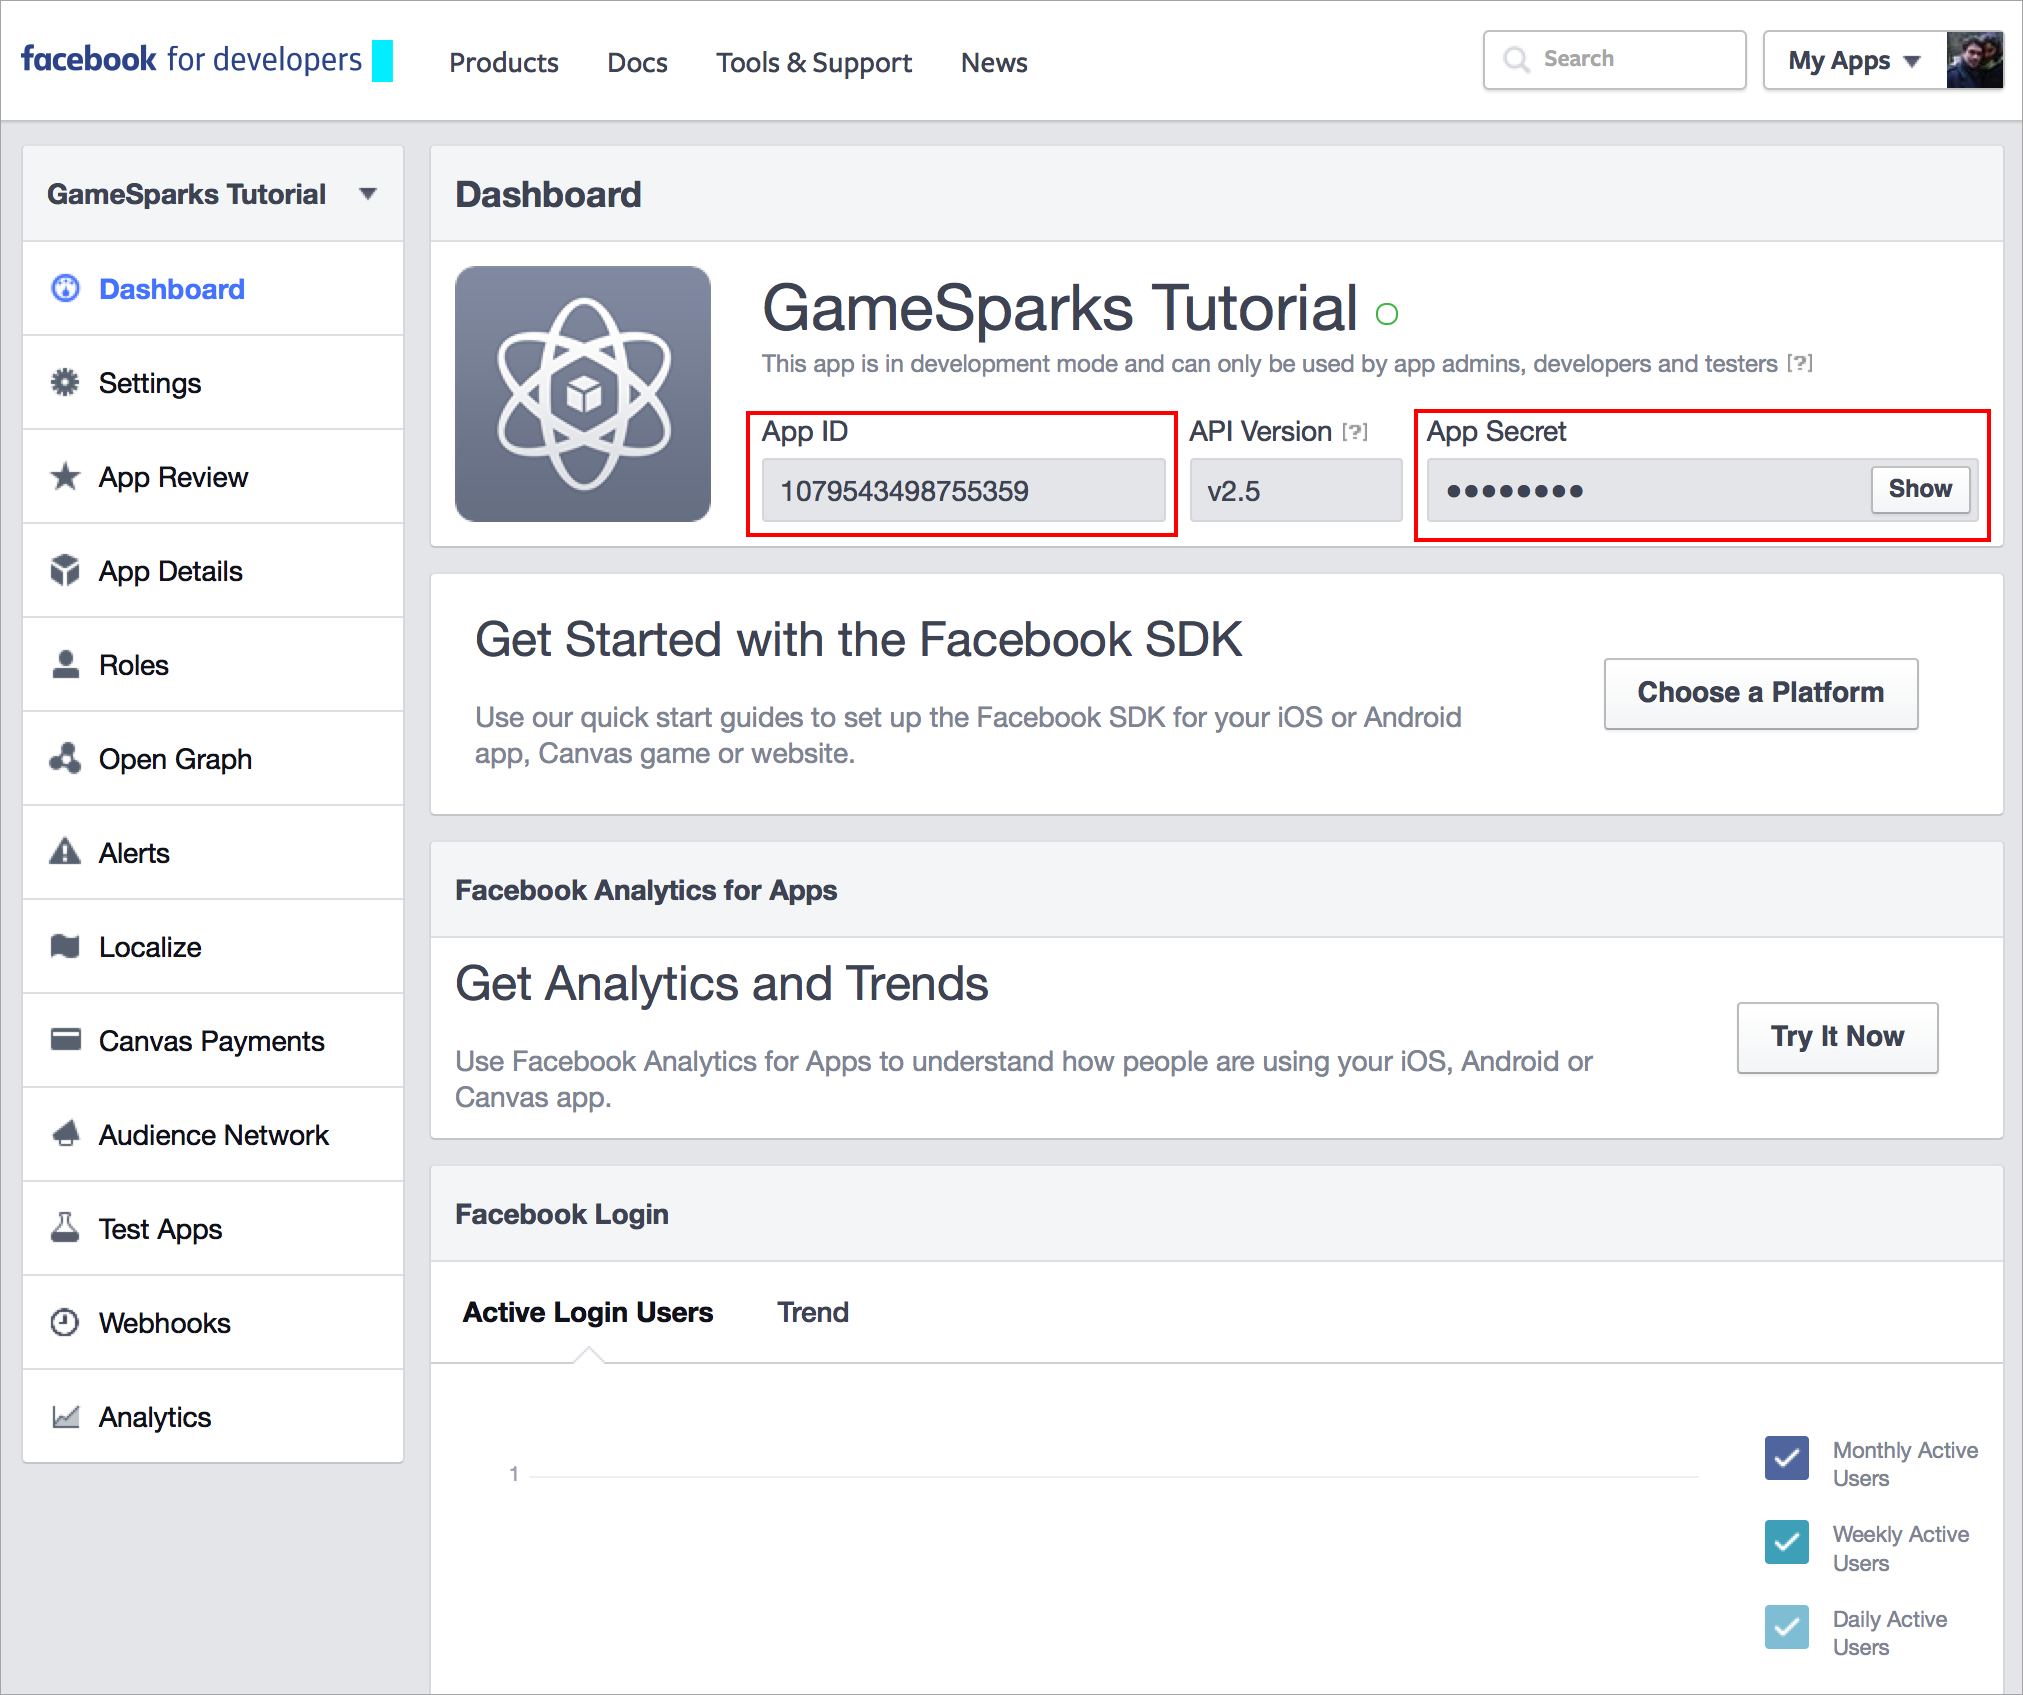 facebook for developers
Products
Docs
Tools & Support
News
Search
My Apps
GameSparks Tutorial
Dashboard
Settings
App Review
App Details
Roles
Open Graph
Alerts
Localize
Canvas Payments
Audience Network
Test Apps
Webhooks
Analytics
Dashboard
GameSparks Tutorial
This app is in development mode and can only be used by app admins, developers and testers [?]
App ID
1079543498755359
API Version [?]
v2.5
App Secret
●●●●●●●●
Show
Get Started with the Facebook SDK
Use our quick start guides to set up the Facebook SDK for your iOS or Android
app, Canvas game or website.
Choose a Platform
Facebook Analytics for Apps
Get Analytics and Trends
Use Facebook Analytics for Apps to understand how people are using your iOS, Android or
Canvas app.
Try It Now
Facebook Login
Active Login Users
Trend
1
Monthly Active
Users
Weekly Active
Users
Daily Active
Users